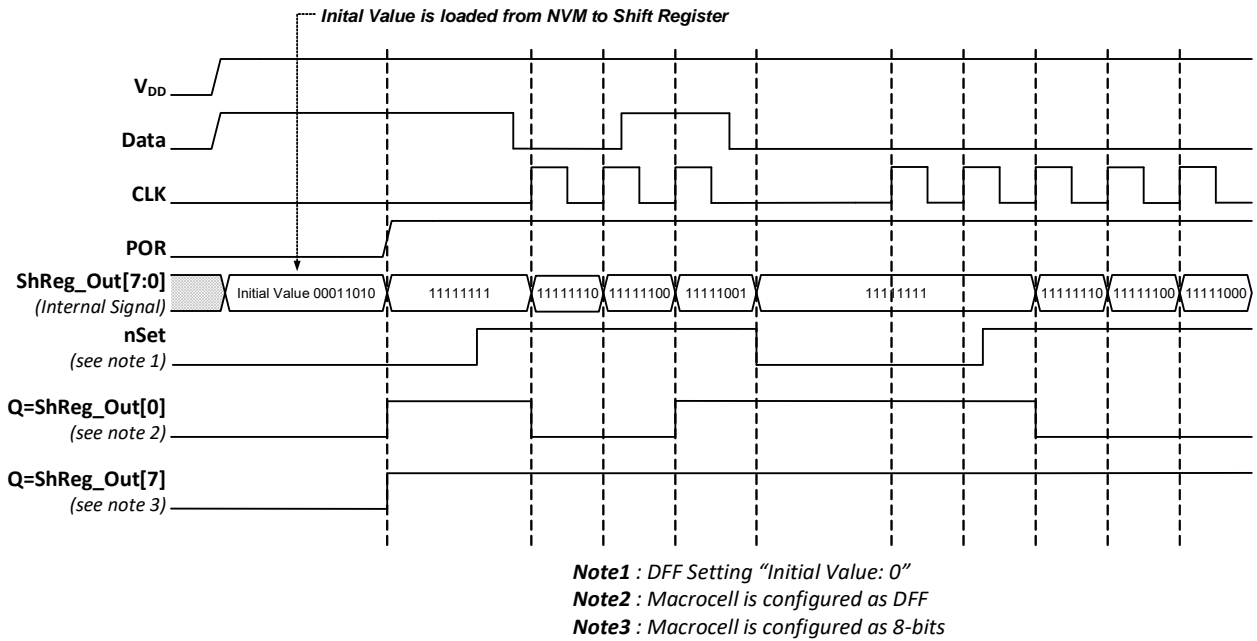 Inital Value is loaded from NVM to Shift Register
VDD
Data
CLK
POR
ShReg_Out[7:0]
(Internal Signal)
Initial Value 00011010
11111111
11111110
11111100
11111001
11111111
11111110
11111100
11111000
nSet
(see note 1)
Q=ShReg_Out[0]
(see note 2)
Q=ShReg_Out[7]
(see note 3)
Note1 : DFF Setting “Initial Value: 0”
Note2 : Macrocell is configured as DFF
Note3 : Macrocell is configured as 8-bits